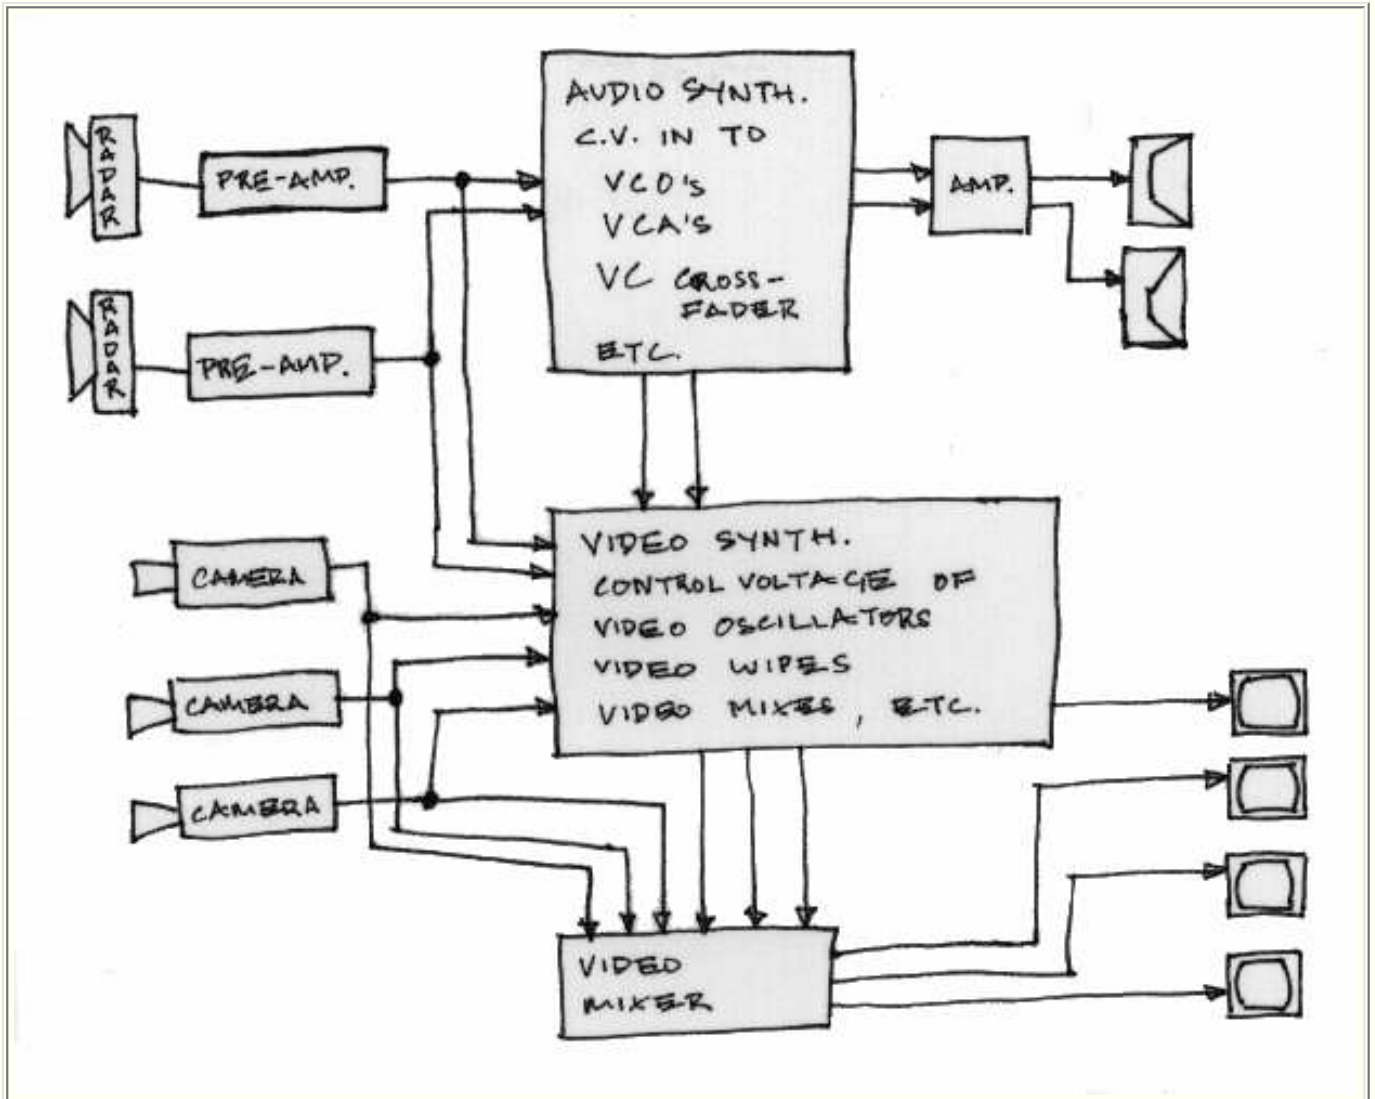 RADAR
PRE-AMP.
AUDIO SYNTH.
C.V. IN TO
VCO's
VCA's
VC CROSS-
FADER
ETC.
AMP.
RADAR
PRE-AMP.
CAMERA
CAMERA
CAMERA
VIDEO SYNTH.
CONTROL VOLTAGE OF
VIDEO OSCILLATORS
VIDEO WIPES
VIDEO MIXES, ETC.
VIDEO
MIXER